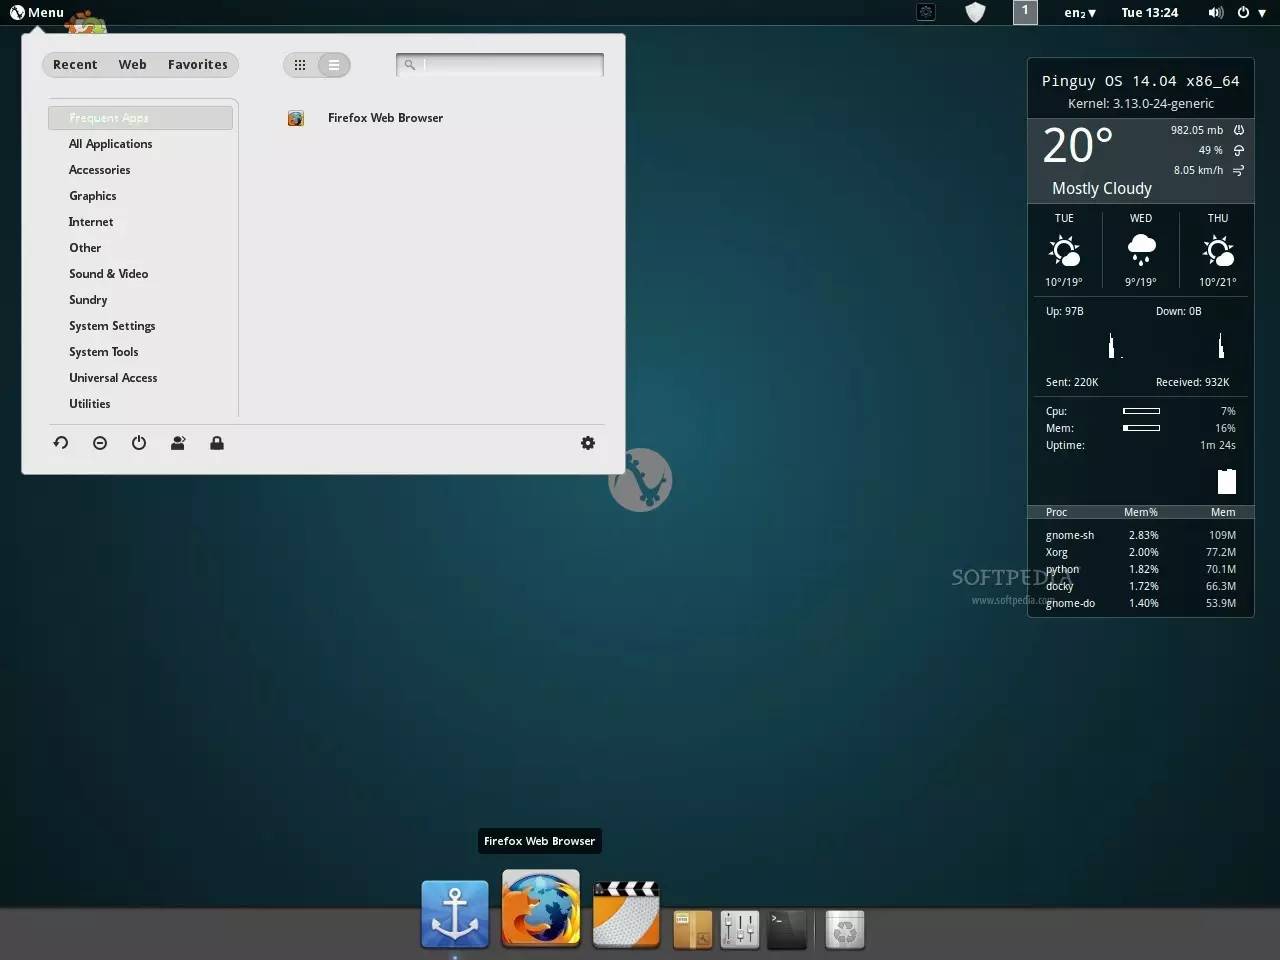 Menu
1
en₂▾
Tue 13:24
Recent Web Favorites
Frequent Apps
All Applications
Accessories
Graphics
Internet
Other
Sound & Video
Sundry
System Settings
System Tools
Universal Access
Utilities
Firefox Web Browser
Pinguy OS 14.04 x86_64
Kernel: 3.13.0-24-generic
20°
982.05 mb
49 %
8.05 km/h
Mostly Cloudy
TUE WED THU
10°/19° 9°/19° 10°/21°
Up: 97B Down: 0B
Sent: 220K Received: 932K
Cpu: 7%
Mem: 16%
Uptime: 1m 24s
Proc Mem% Mem
gnome-sh 2.83% 109M
Xorg 2.00% 77.2M
python 1.82% 70.1M
docky 1.72% 66.3M
gnome-do 1.40% 53.9M
SOFTPEDIA
www.softpedia.com
Firefox Web Browser